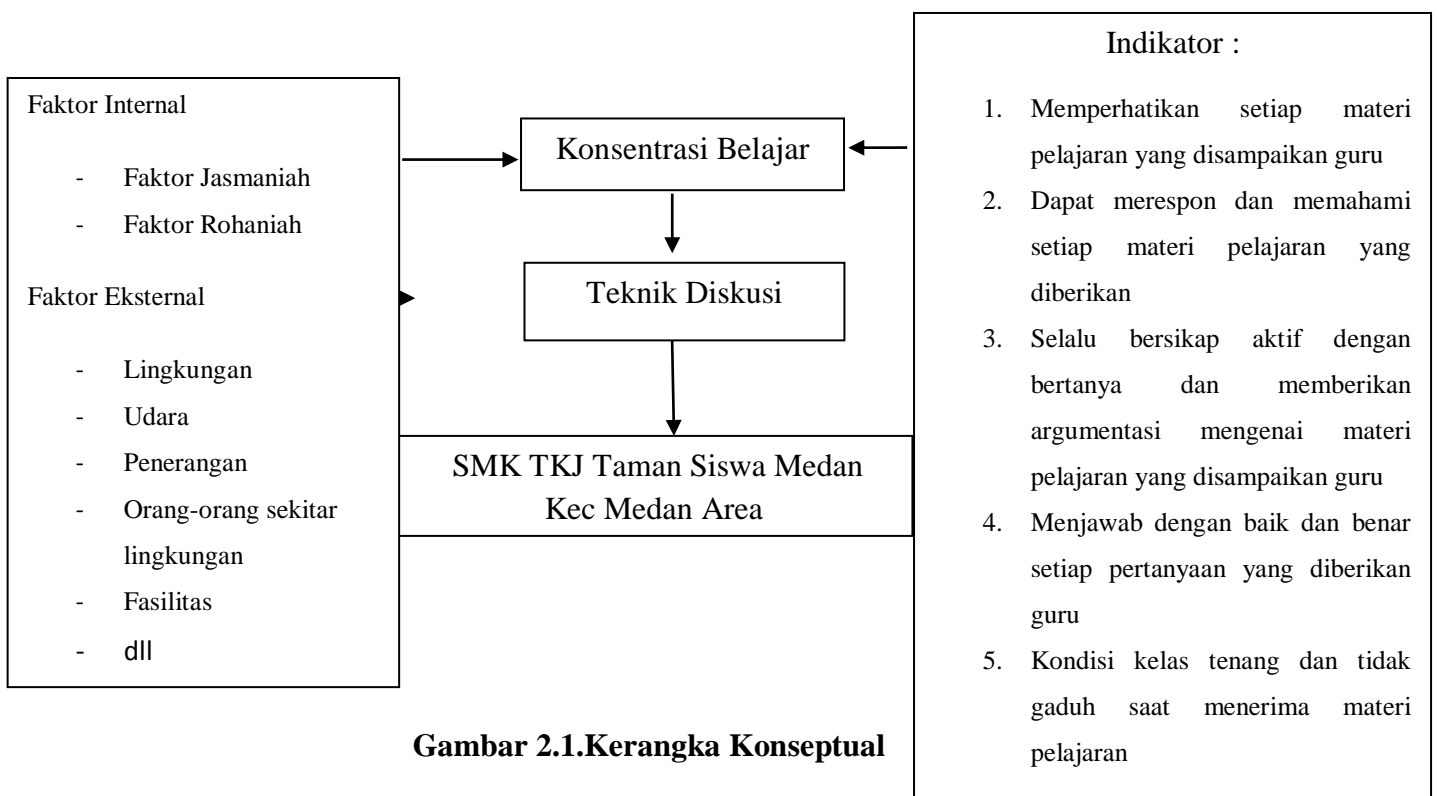 Faktor Internal
- Faktor Jasmaniah
- Faktor Rohaniah
Faktor Eksternal
- Lingkungan
- Udara
- Penerangan
- Orang-orang sekitar
lingkungan
- Fasilitas
- dll
Konsentrasi Belajar
Teknik Diskusi
SMK TKJ Taman Siswa Medan
Kec Medan Area
Indikator :
1. Memperhatikan setiap materi
pelajaran yang disampaikan guru
2. Dapat merespon dan memahami
setiap materi pelajaran yang
diberikan
3. Selalu bersikap aktif dengan
bertanya dan memberikan
argumentasi mengenai materi
pelajaran yang disampaikan guru
4. Menjawab dengan baik dan benar
setiap pertanyaan yang diberikan
guru
5. Kondisi kelas tenang dan tidak
gaduh saat menerima materi
pelajaran
Gambar 2.1.Kerangka Konseptual